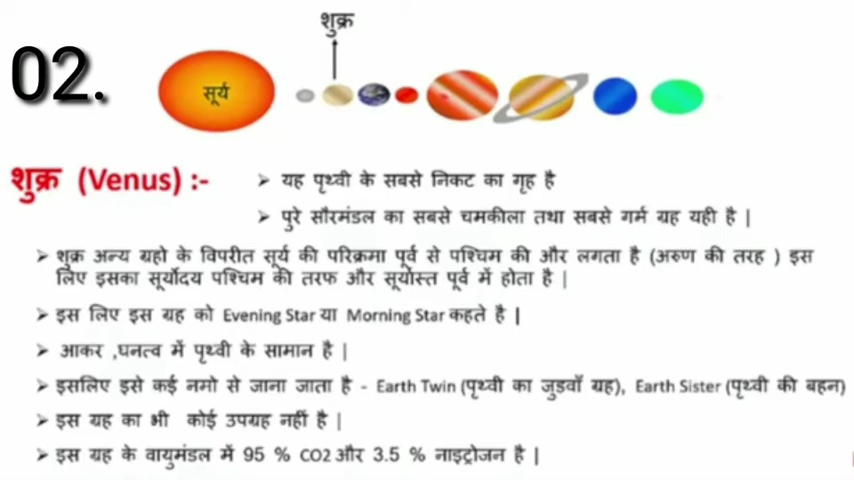 शुक्र
02.
सूर्य
शुक्र (Venus) :-
➢ यह पृथ्वी के सबसे निकट का गृह है
➢ पुरे सौरमंडल का सबसे चमकीला तथा सबसे गर्म ग्रह यही है |
➢ शुक्र अन्य ग्रहो के विपरीत सूर्य की परिक्रमा पूर्व से पश्चिम की और लगता है (अरुण की तरह ) इस
लिए इसका सूर्योदय पश्चिम की तरफ और सूर्यास्त पूर्व में होता है |
➢ इस लिए इस ग्रह को Evening Star या Morning Star कहते है |
➢ आकर ,घनत्व में पृथ्वी के सामान है |
➢ इसलिए इसे कई नमो से जाना जाता है - Earth Twin (पृथ्वी का जुडवाँ ग्रह), Earth Sister (पृथ्वी की बहन)
➢ इस ग्रह का भी कोई उपग्रह नहीं है |
➢ इस ग्रह के वायुमंडल में 95 % CO2 और 3.5 % नाइट्रोजन है |